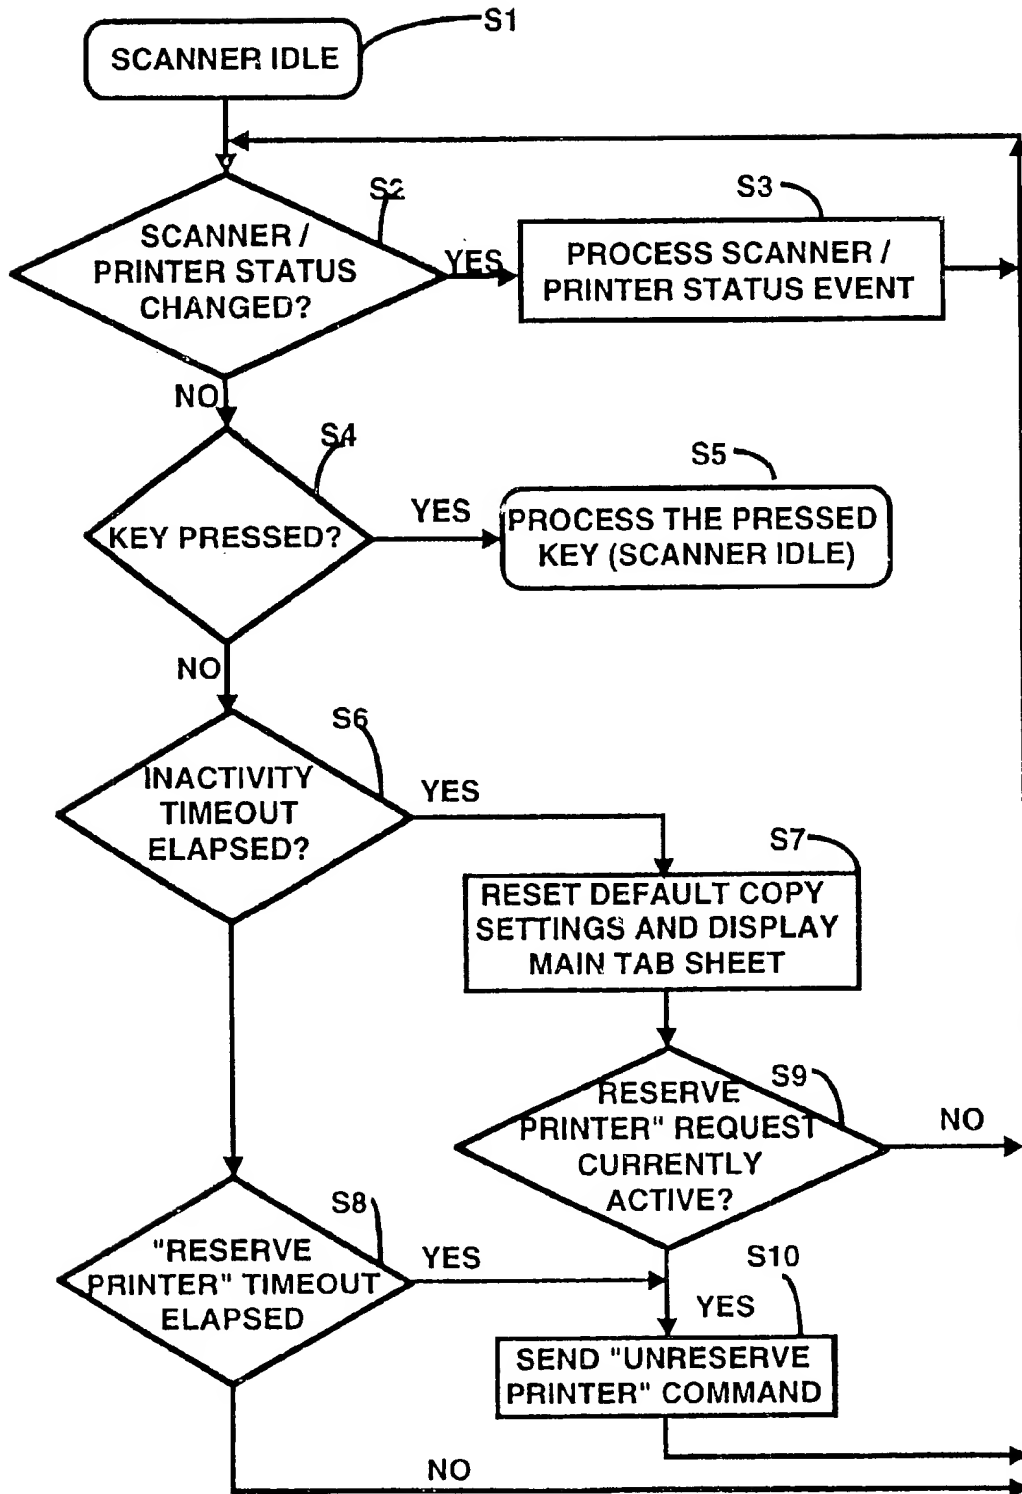 S1
SCANNER IDLE
S2
SCANNER /
PRINTER STATUS
CHANGED?
YES
S3
PROCESS SCANNER /
PRINTER STATUS EVENT
NO
S4
KEY PRESSED?
YES
S5
PROCESS THE PRESSED
KEY (SCANNER IDLE)
NO
S6
INACTIVITY
TIMEOUT
ELAPSED?
YES
S7
RESET DEFAULT COPY
SETTINGS AND DISPLAY
MAIN TAB SHEET
S9
RESERVE
PRINTER" REQUEST
CURRENTLY
ACTIVE?
NO
S8
"RESERVE
PRINTER" TIMEOUT
ELAPSED
YES
S10
YES
SEND "UNRESERVE
PRINTER" COMMAND
NO